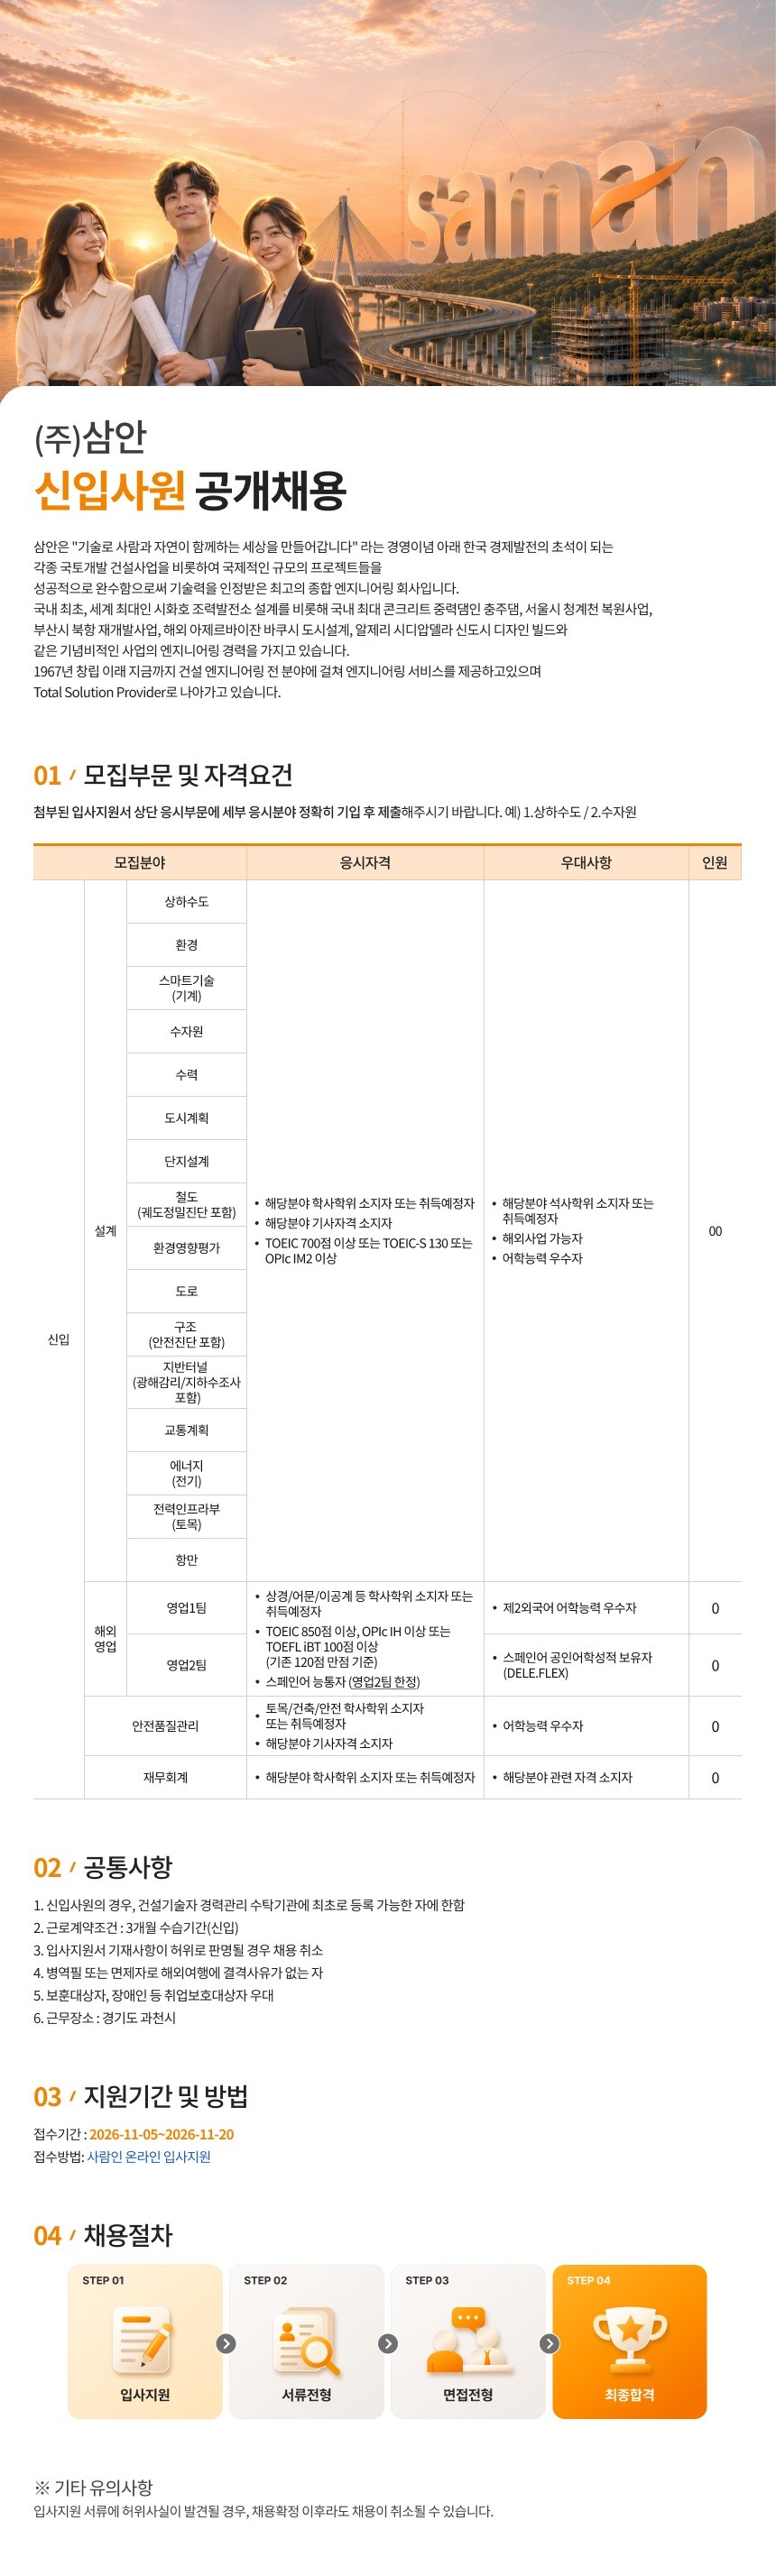 saman
(주)삼안
신입사원 공개채용
삼안은 "기술로 사람과 자연이 함께하는 세상을 만들어갑니다" 라는 경영이념 아래 한국 경제발전의 초석이 되는
각종 국토개발 건설사업을 비롯하여 국제적인 규모의 프로젝트들을
성공적으로 완수함으로써 기술력을 인정받은 최고의 종합 엔지니어링 회사입니다.
국내 최초, 세계 최대인 시화호 조력발전소 설계를 비롯해 국내 최대 콘크리트 중력댐인 충주댐, 서울시 청계천 복원사업,
부산시 북항 재개발사업, 해외 아제르바이잔 바쿠시 도시설계, 알제리 시디압델라 신도시 디자인 빌드와
같은 기념비적인 사업의 엔지니어링 경력을 가지고 있습니다.
1967년 창립 이래 지금까지 건설 엔지니어링 전 분야에 걸쳐 엔지니어링 서비스를 제공하고있으며
Total Solution Provider로 나아가고 있습니다.
01 / 모집부문 및 자격요건
첨부된 입사지원서 상단 응시부문에 세부 응시분야 정확히 기입 후 제출해주시기 바랍니다. 예) 1.상하수도 / 2.수자원
모집분야 응시자격 우대사항 인원
신입
설계
상하수도
환경
스마트기술
(기계)
수자원
수력
도시계획
단지설계
철도
(궤도정밀진단 포함)
환경영향평가
도로
구조
(안전진단 포함)
지반터널
(광해감리/지하수조사
포함)
교통계획
에너지
(전기)
전력인프라부
(토목)
항만
• 해당분야 학사학위 소지자 또는 취득예정자
• 해당분야 기사자격 소지자
• TOEIC 700점 이상 또는 TOEIC-S 130 또는
OPIc IM2 이상
• 해당분야 석사학위 소지자 또는
취득예정자
• 해외사업 가능자
• 어학능력 우수자
00
해외
영업
영업1팀
영업2팀
• 상경/어문/이공계 등 학사학위 소지자 또는
취득예정자
• TOEIC 850점 이상, OPIc IH 이상 또는
TOEFL iBT 100점 이상
(기존 120점 만점 기준)
• 스페인어 능통자 (영업2팀 한정)
• 제2외국어 어학능력 우수자
0
• 스페인어 공인어학성적 보유자
(DELE.FLEX)
0
안전품질관리
• 토목/건축/안전 학사학위 소지자
또는 취득예정자
• 해당분야 기사자격 소지자
• 어학능력 우수자
0
재무회계
• 해당분야 학사학위 소지자 또는 취득예정자
• 해당분야 관련 자격 소지자
0
02 / 공통사항
1. 신입사원의 경우, 건설기술자 경력관리 수탁기관에 최초로 등록 가능한 자에 한함
2. 근로계약조건 : 3개월 수습기간(신입)
3. 입사지원서 기재사항이 허위로 판명될 경우 채용 취소
4. 병역필 또는 면제자로 해외여행에 결격사유가 없는 자
5. 보훈대상자, 장애인 등 취업보호대상자 우대
6. 근무장소 : 경기도 과천시
03 / 지원기간 및 방법
접수기간 : 2026-11-05~2026-11-20
접수방법: 사람인 온라인 입사지원
04 / 채용절차
STEP 01
입사지원
STEP 02
서류전형
STEP 03
면접전형
STEP 04
최종합격
※ 기타 유의사항
입사지원 서류에 허위사실이 발견될 경우, 채용확정 이후라도 채용이 취소될 수 있습니다.